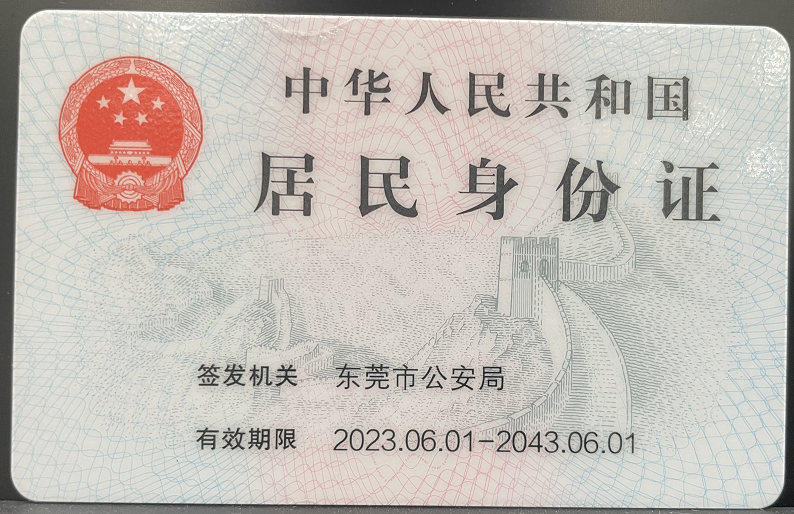 中华人民共和国
居民身份证
签发机关 东莞市公安局
有效期限 2023.06.01-2043.06.01